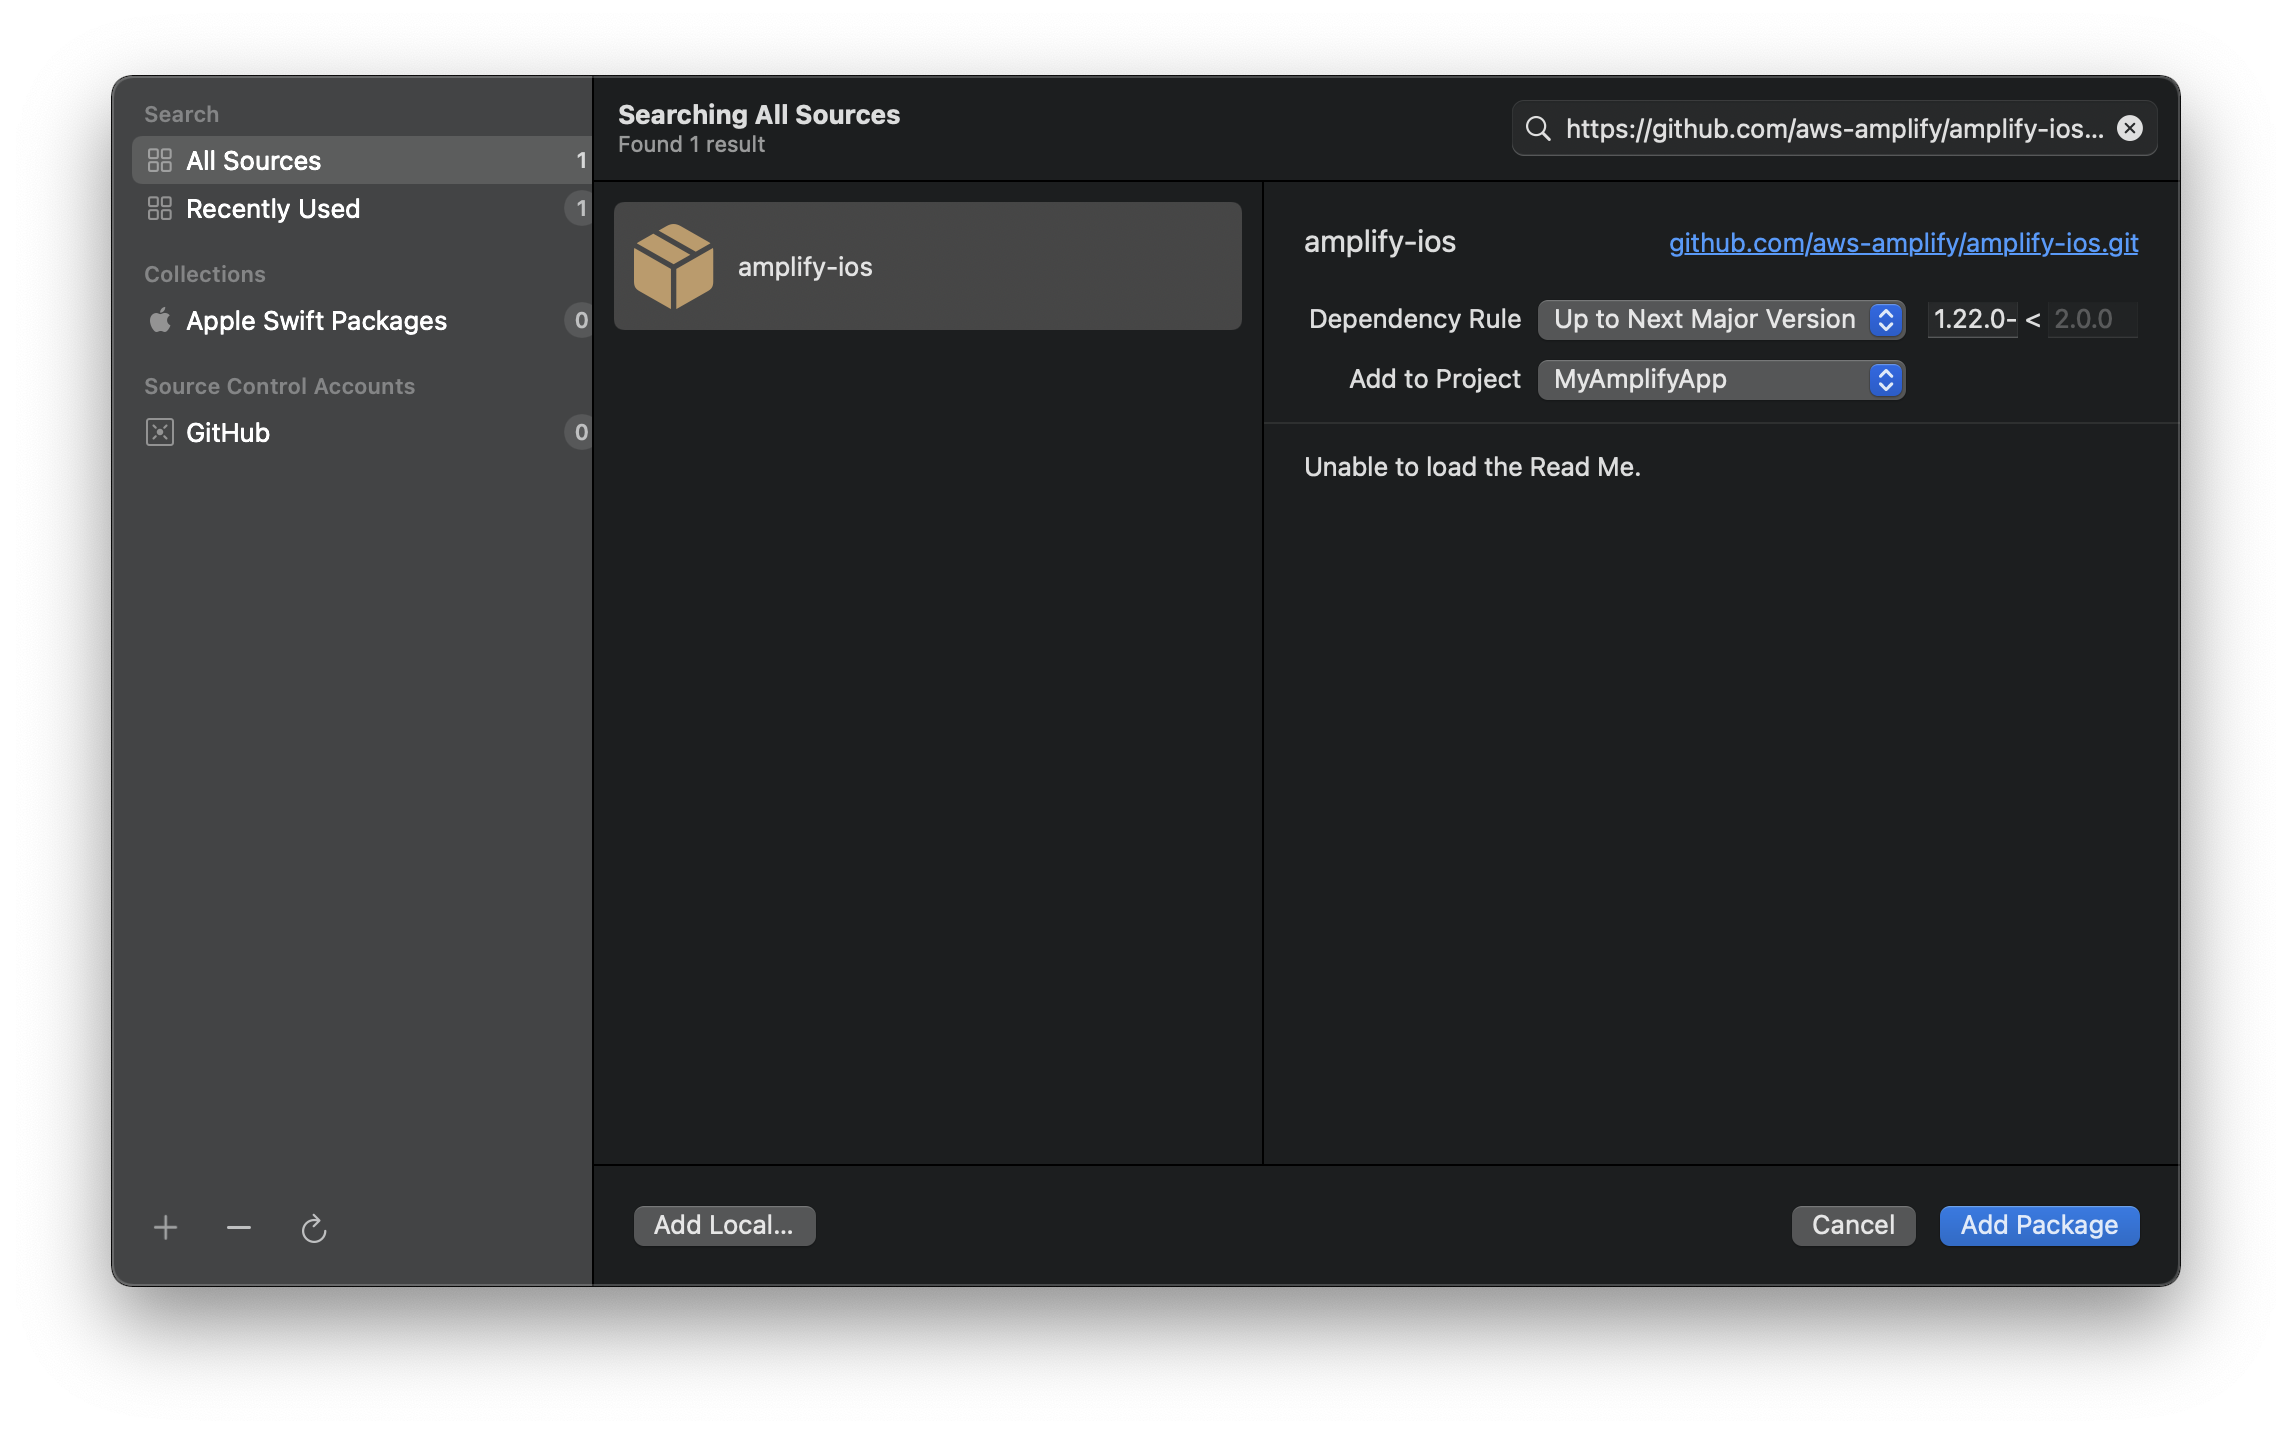 Search
All Sources 1
Recently Used 1
Collections
Apple Swift Packages 0
Source Control Accounts
GitHub 0
Searching All Sources
Found 1 result
https://github.com/aws-amplify/amplify-ios...
amplify-ios
amplify-ios github.com/aws-amplify/amplify-ios.git
Dependency Rule Up to Next Major Version 1.22.0- < 2.0.0
Add to Project MyAmplifyApp
Unable to load the Read Me.
Add Local... Cancel Add Package